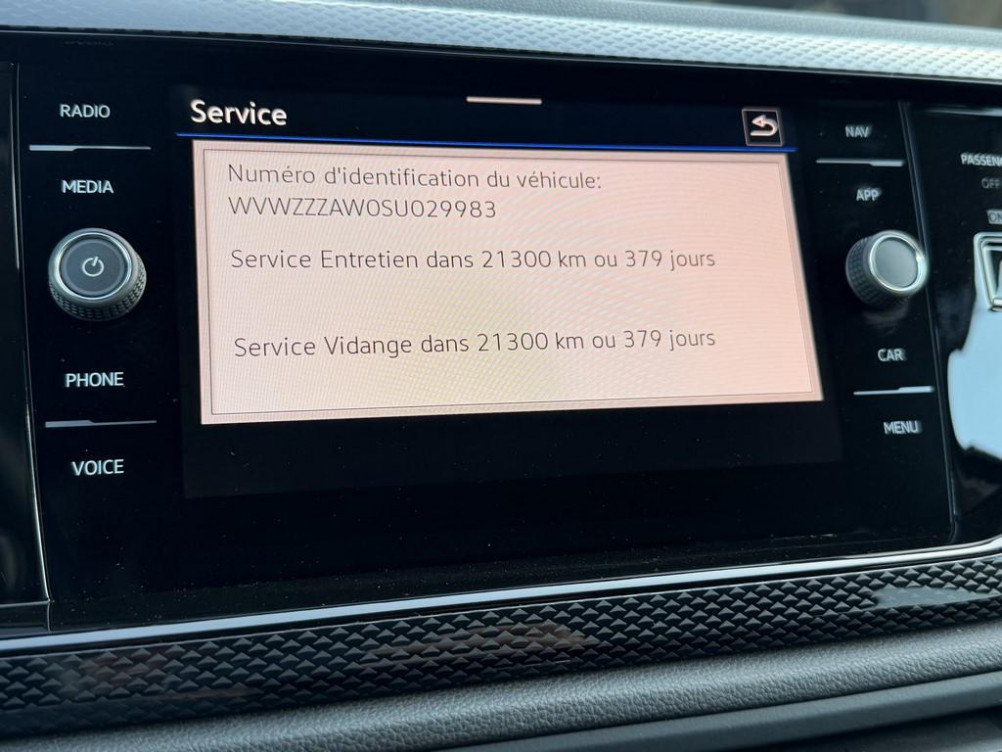 RADIO
MEDIA
PHONE
VOICE
Service
Numéro d'identification du véhicule:
WVWZZZAW0SU029983
Service Entretien dans 21300 km ou 379 jours
Service Vidange dans 21300 km ou 379 jours
NAV
APP
CAR
MENU